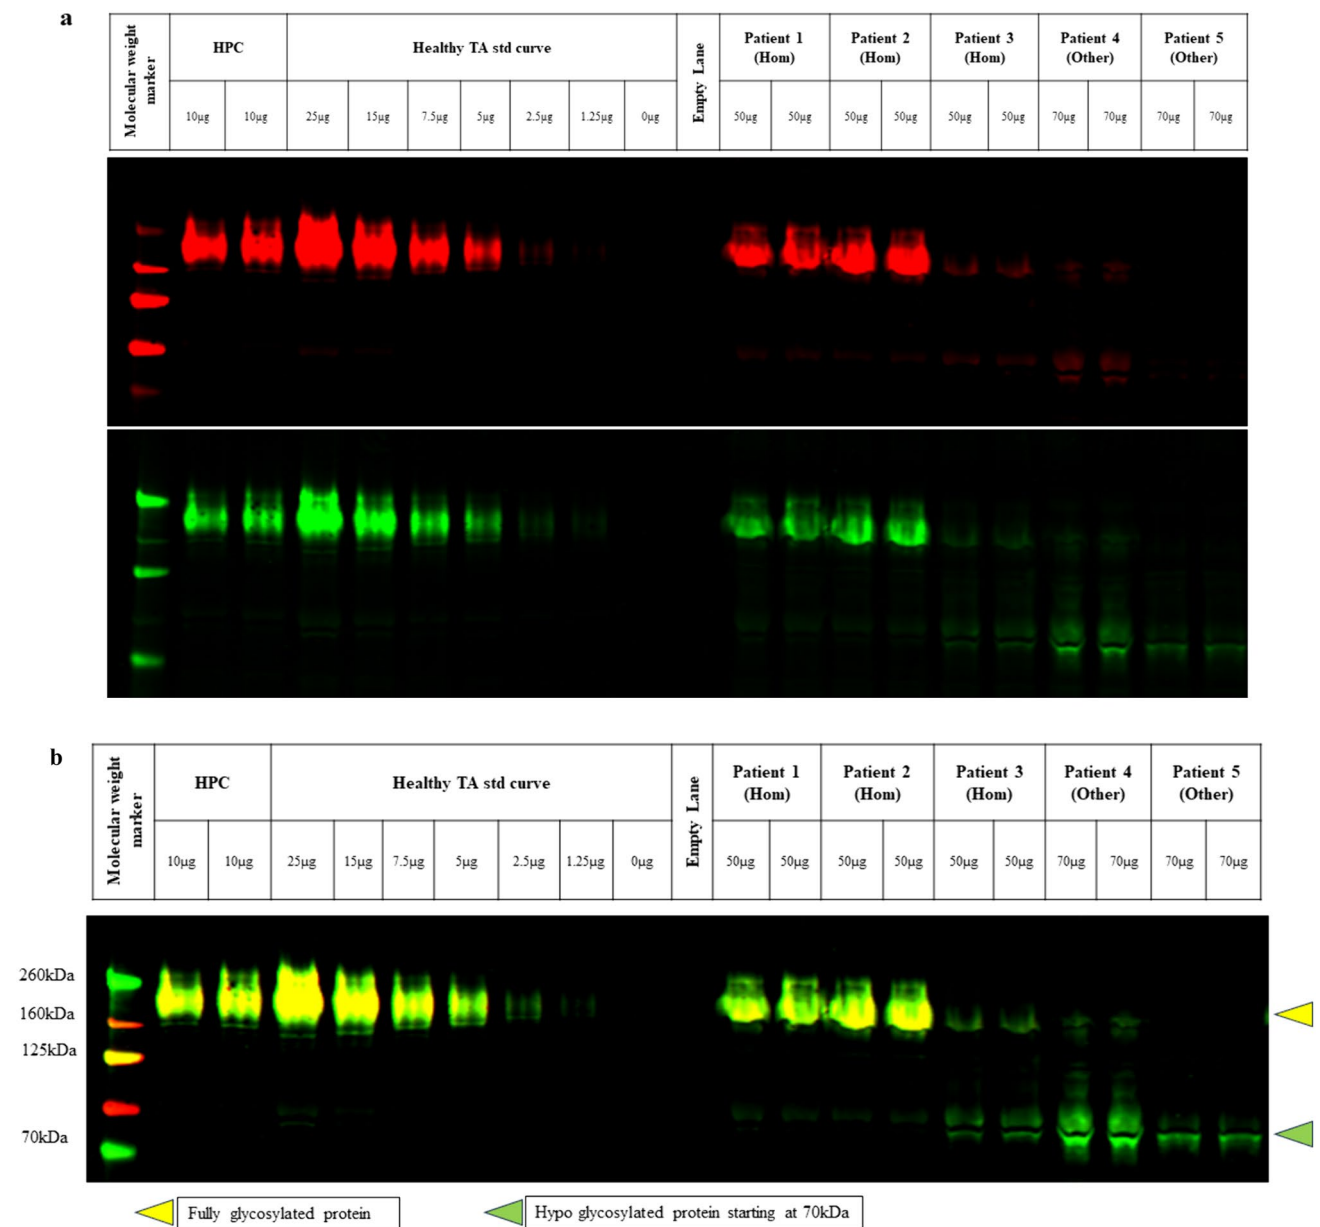 a
Molecular weight
marker
HPC
Healthy TA std curve
Empty Lane
Patient 1
(Hom)
Patient 2
(Hom)
Patient 3
(Hom)
Patient 4
(Other)
Patient 5
(Other)
10µg 10µg 25µg 15µg 7.5µg 5µg 2.5µg 1.25µg 0µg 50µg 50µg 50µg 50µg 50µg 50µg 70µg 70µg 70µg 70µg
b
Molecular weight
marker
HPC
Healthy TA std curve
Empty Lane
Patient 1
(Hom)
Patient 2
(Hom)
Patient 3
(Hom)
Patient 4
(Other)
Patient 5
(Other)
10µg 10µg 25µg 15µg 7.5µg 5µg 2.5µg 1.25µg 0µg 50µg 50µg 50µg 50µg 50µg 50µg 70µg 70µg 70µg 70µg
260kDa
160kDa
125kDa
70kDa
Fully glycosylated protein
Hypo glycosylated protein starting at 70kDa